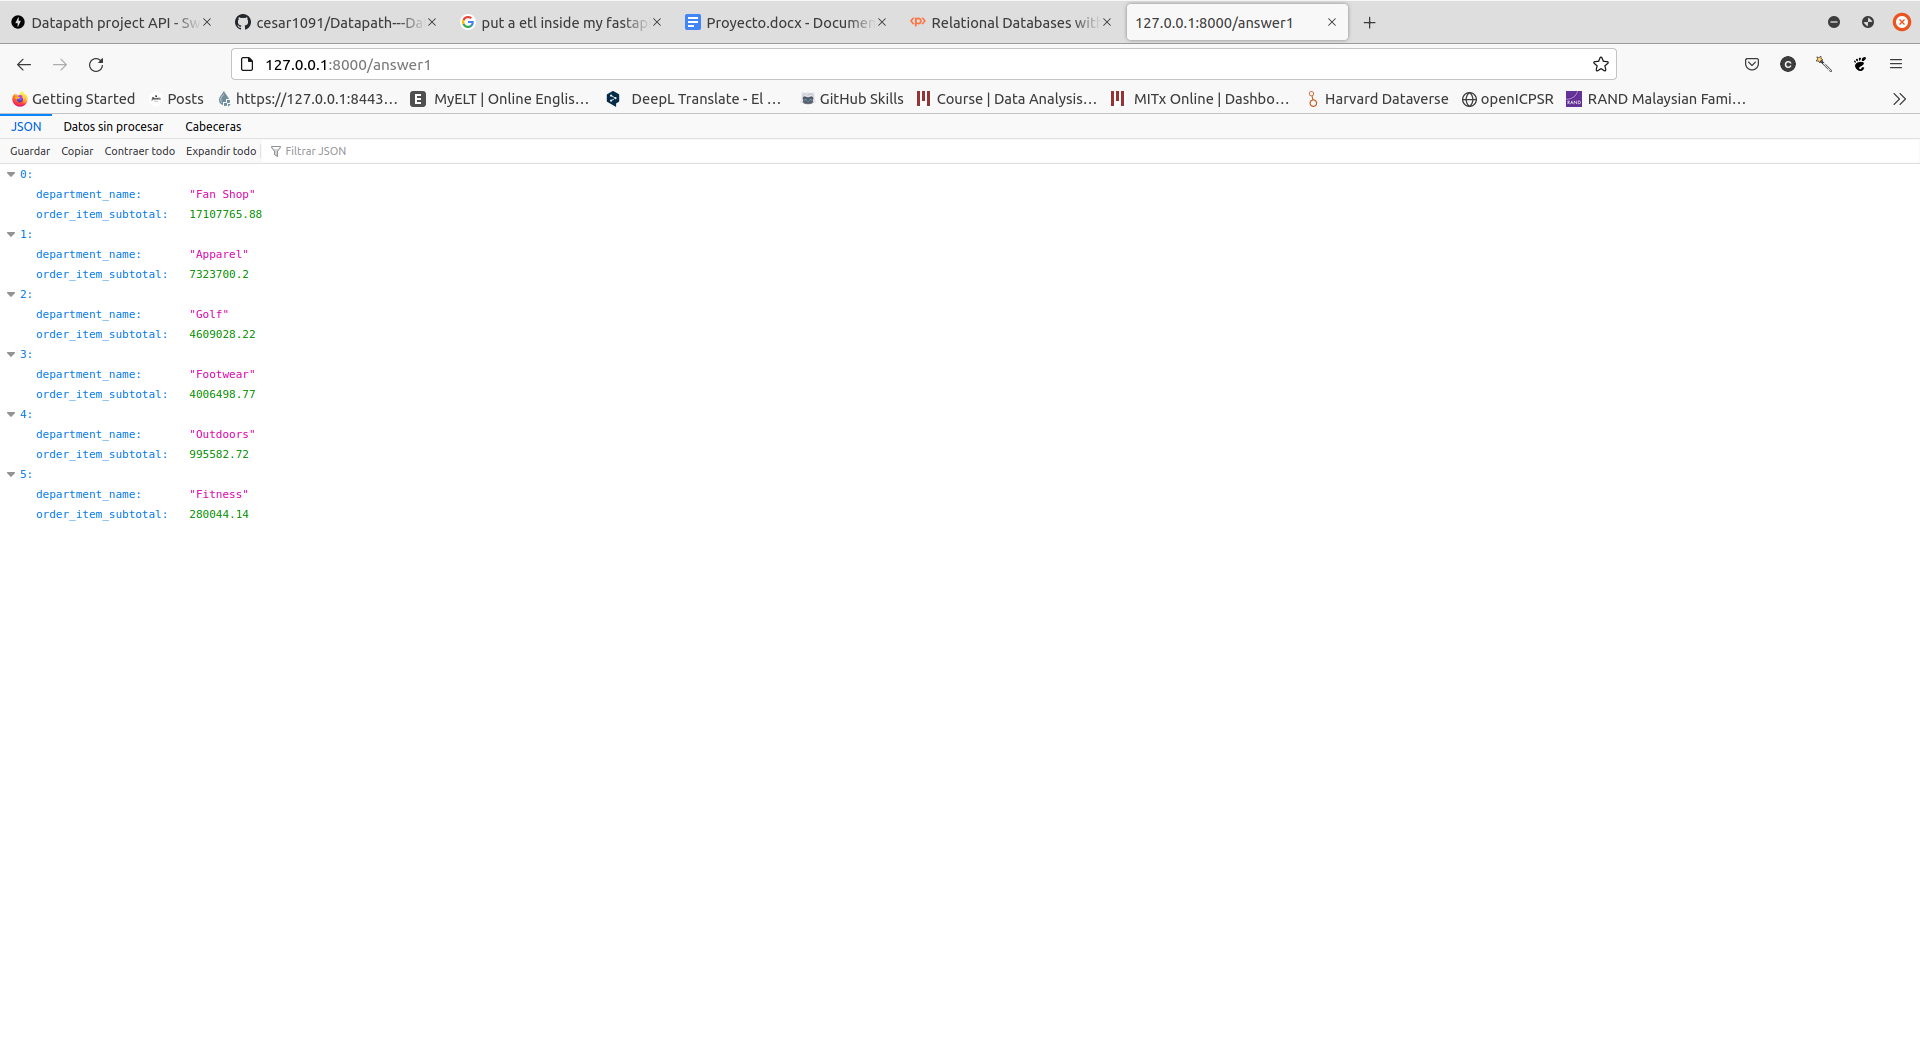 Datapath project API - Sw
cesar1091/Datapath---Da
put a etl inside my fastap
Proyecto.docx - Documen
Relational Databases with
127.0.0.1:8000/answer1
127.0.0.1:8000/answer1
Getting Started
Posts
https://127.0.0.1:8443…
MyELT | Online Englis…
DeepL Translate - El …
GitHub Skills
Course | Data Analysis…
MITx Online | Dashbo…
Harvard Dataverse
openICPSR
RAND Malaysian Fami…
JSON Datos sin procesar Cabeceras
Guardar Copiar Contraer todo Expandir todo Filtrar JSON
0:
department_name: "Fan Shop"
order_item_subtotal: 17107765.88
1:
department_name: "Apparel"
order_item_subtotal: 7323700.2
2:
department_name: "Golf"
order_item_subtotal: 4609028.22
3:
department_name: "Footwear"
order_item_subtotal: 4006498.77
4:
department_name: "Outdoors"
order_item_subtotal: 995582.72
5:
department_name: "Fitness"
order_item_subtotal: 280044.14